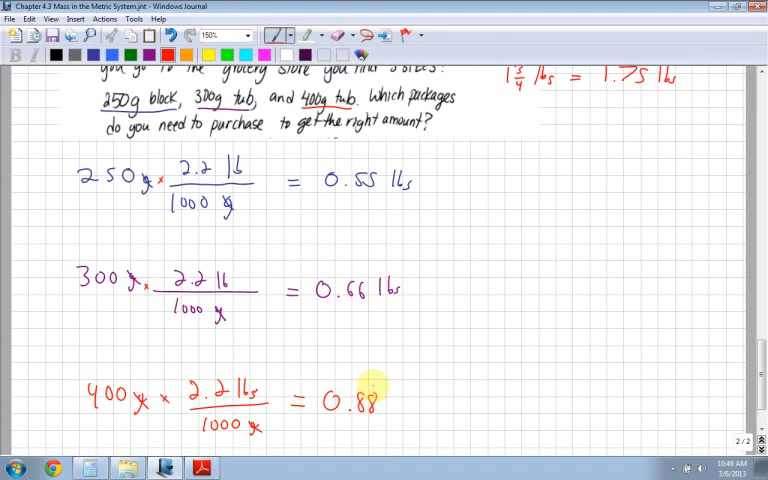 Chapter 4.3 Mass in the Metric System.jnt - Windows Journal
File Edit View Insert Actions Tools Help
150%
B I
you go to the grocery store you find 3 sizes:
1 3/4 lbs = 1.75 lbs
250g block, 300g tub, and 400g tub. Which packages
do you need to purchase to get the right amount?
250 g × 2.2 lb / 1000 g = 0.55 lbs
300 g × 2.2 lb / 1000 g = 0.66 lbs
400 g × 2.2 lbs / 1000 g = 0.88
2/2
10:49 AM
3/6/2013